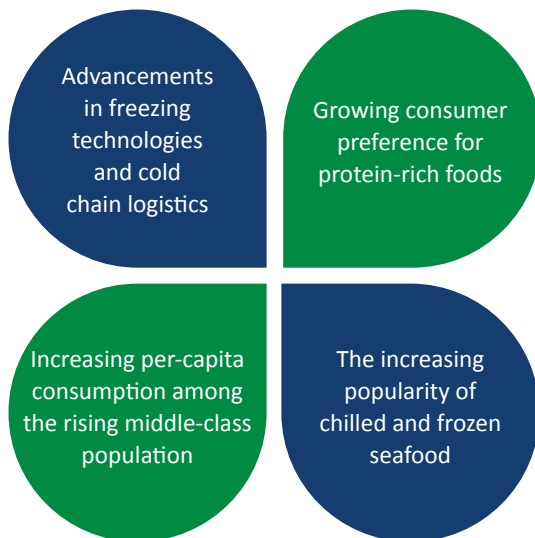 Advancements
in freezing
technologies
and cold
chain logistics
Growing consumer
preference for
protein-rich foods
Increasing per-capita
consumption among
the rising middle-class
population
The increasing
popularity of
chilled and frozen
seafood